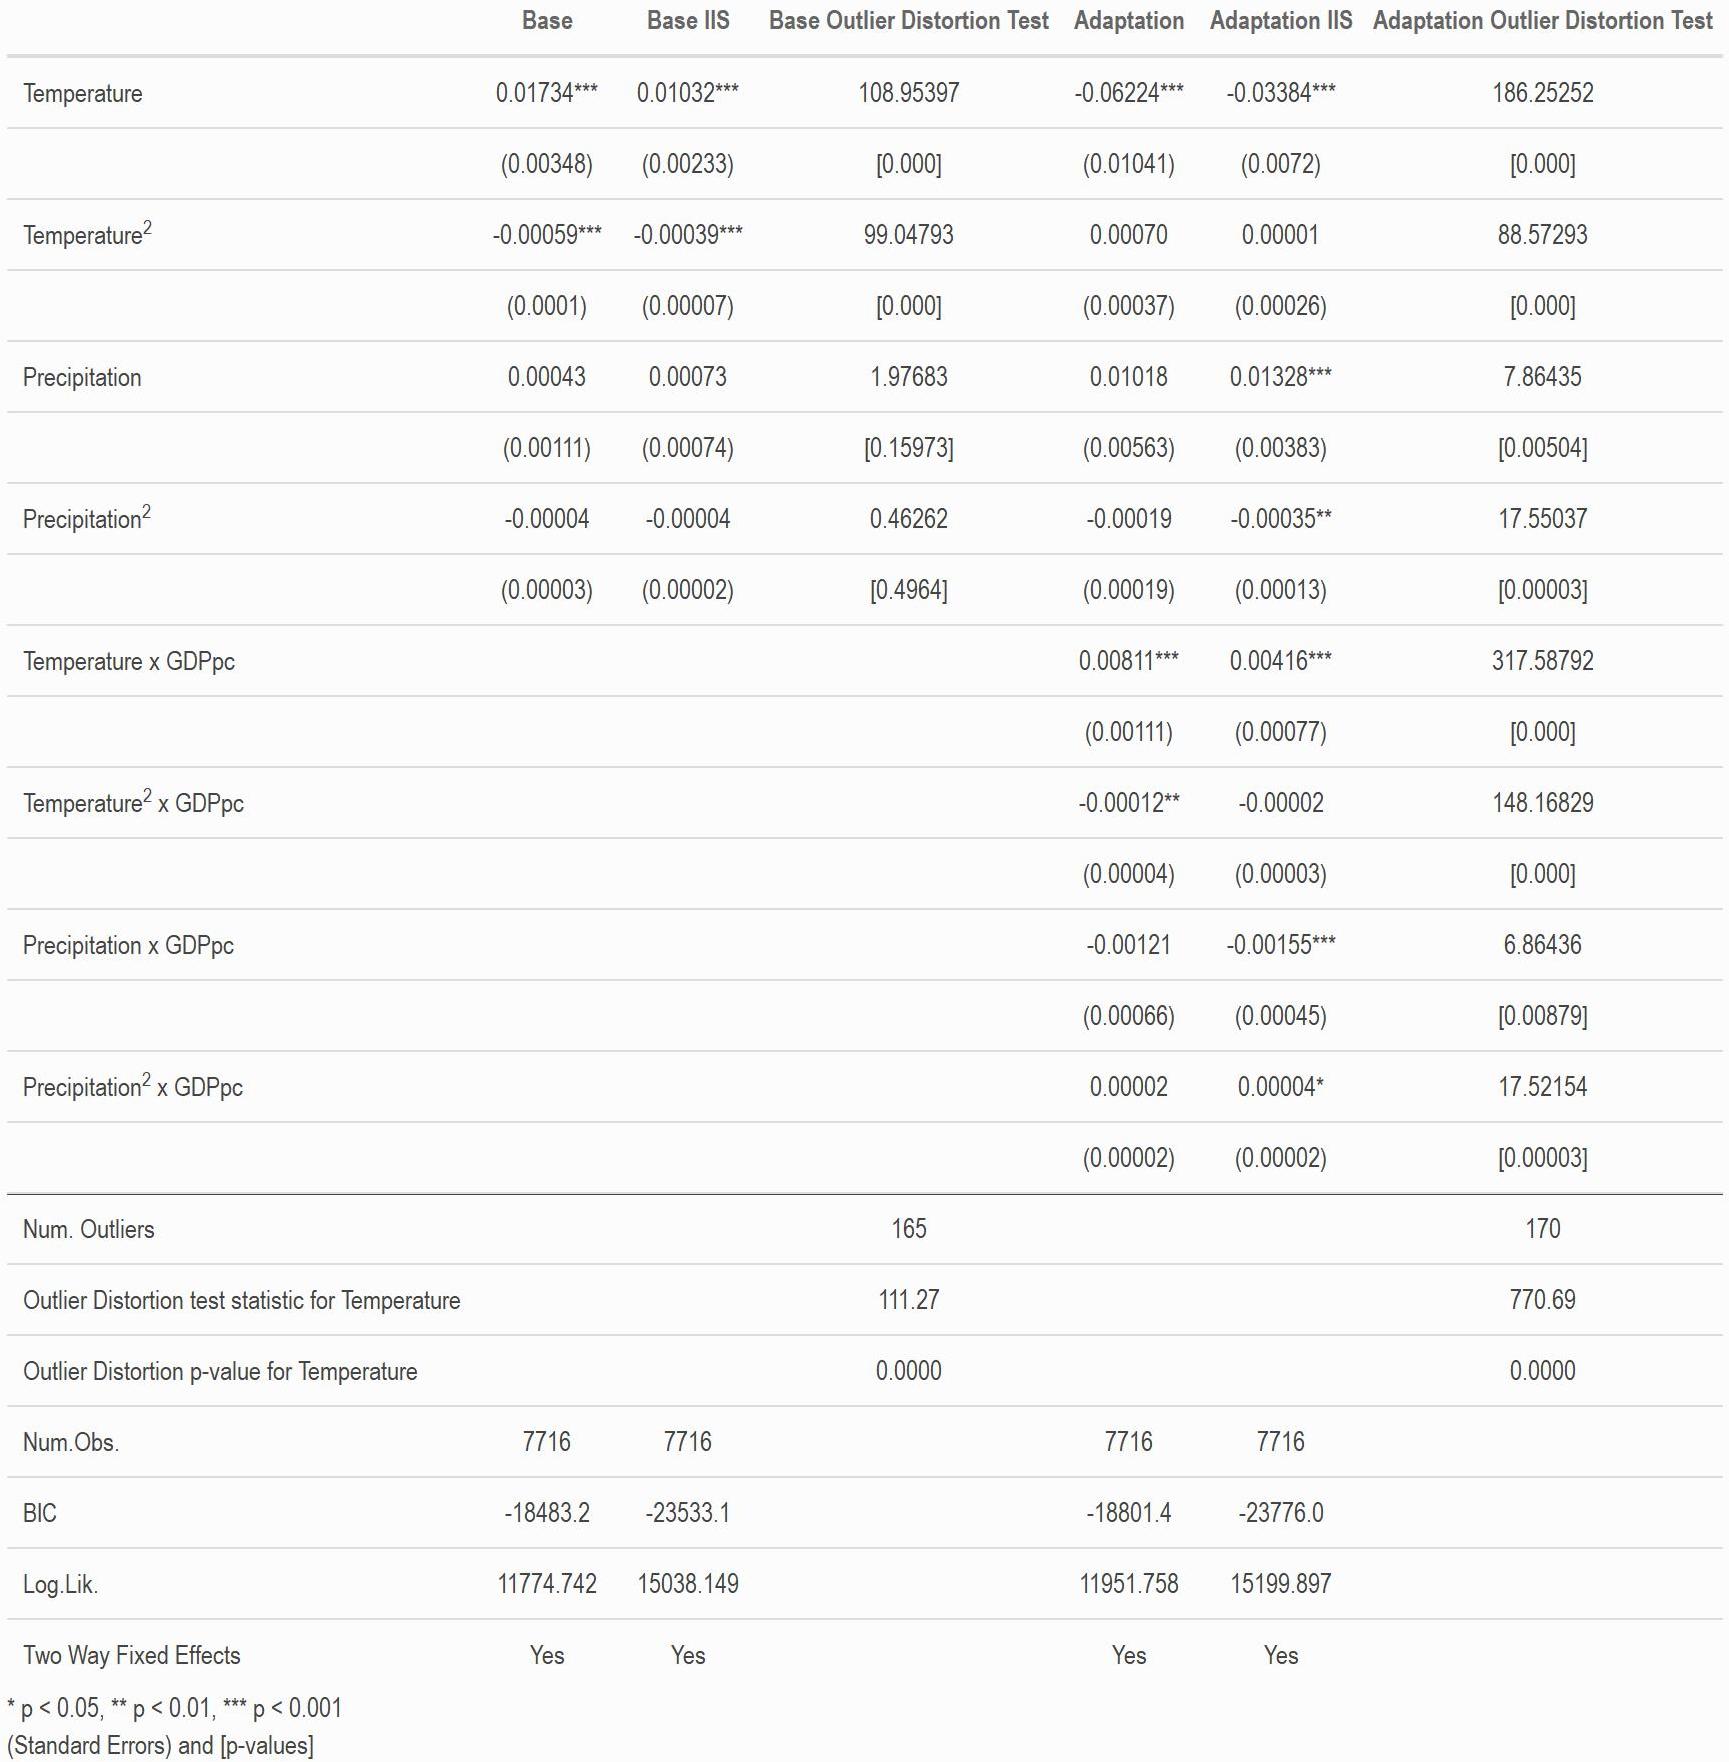 Base Base IIS Base Outlier Distortion Test Adaptation Adaptation IIS Adaptation Outlier Distortion Test
Temperature 0.01734*** 0.01032*** 108.95397 -0.06224*** -0.03384*** 186.25252
(0.00348) (0.00233) [0.000] (0.01041) (0.0072) [0.000]
Temperature² -0.00059*** -0.00039*** 99.04793 0.00070 0.00001 88.57293
(0.0001) (0.00007) [0.000] (0.00037) (0.00026) [0.000]
Precipitation 0.00043 0.00073 1.97683 0.01018 0.01328*** 7.86435
(0.00111) (0.00074) [0.15973] (0.00563) (0.00383) [0.00504]
Precipitation² -0.00004 -0.00004 0.46262 -0.00019 -0.00035** 17.55037
(0.00003) (0.00002) [0.4964] (0.00019) (0.00013) [0.00003]
Temperature x GDPpc 0.00811*** 0.00416*** 317.58792
(0.00111) (0.00077) [0.000]
Temperature² x GDPpc -0.00012** -0.00002 148.16829
(0.00004) (0.00003) [0.000]
Precipitation x GDPpc -0.00121 -0.00155*** 6.86436
(0.00066) (0.00045) [0.00879]
Precipitation² x GDPpc 0.00002 0.00004* 17.52154
(0.00002) (0.00002) [0.00003]
Num. Outliers 165 170
Outlier Distortion test statistic for Temperature 111.27 770.69
Outlier Distortion p-value for Temperature 0.0000 0.0000
Num.Obs. 7716 7716 7716 7716
BIC -18483.2 -23533.1 -18801.4 -23776.0
Log.Lik. 11774.742 15038.149 11951.758 15199.897
Two Way Fixed Effects Yes Yes Yes Yes
* p < 0.05, ** p < 0.01, *** p < 0.001
(Standard Errors) and [p-values]